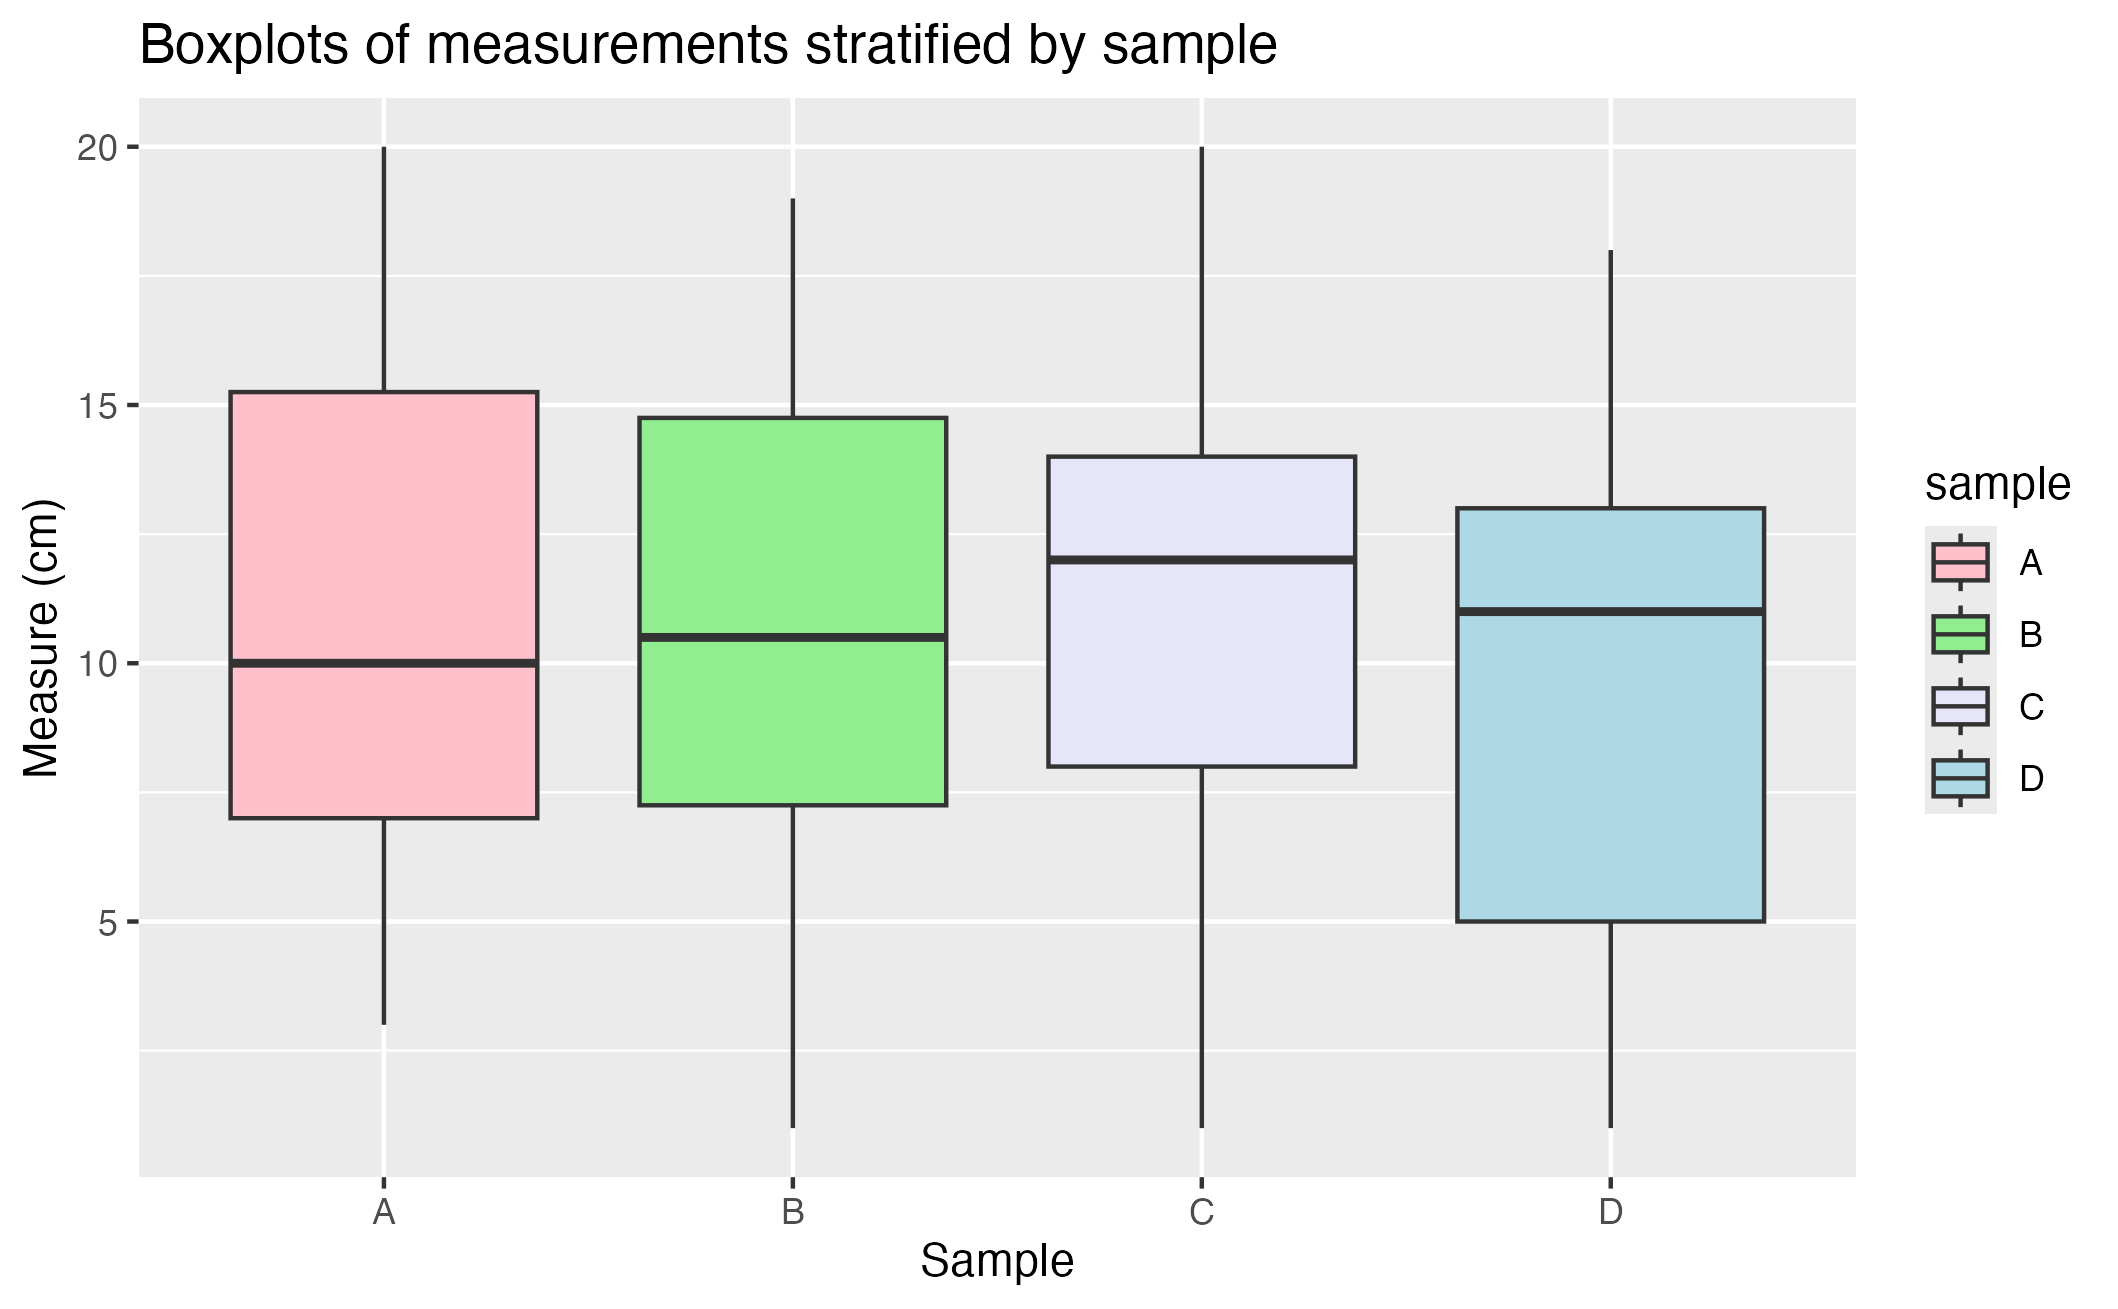 Boxplots of measurements stratified by sample
20
15
10
5
Measure (cm)
A B C D
Sample
sample
A
B
C
D